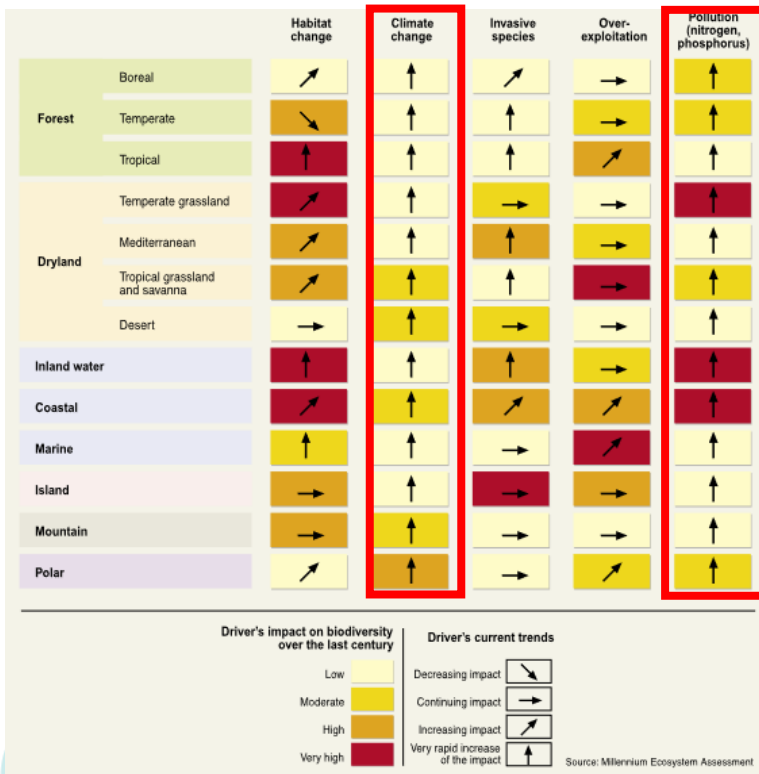 Habitat
change
Climate
change
Invasive
species
Over-
exploitation
Pollution
(nitrogen,
phosphorus)
Forest
Boreal
Temperate
Tropical
Dryland
Temperate grassland
Mediterranean
Tropical grassland
and savanna
Desert
Inland water
Coastal
Marine
Island
Mountain
Polar
Driver's impact on biodiversity
over the last century
Low
Moderate
High
Very high
Driver's current trends
Decreasing impact
Continuing impact
Increasing impact
Very rapid increase
of the impact
Source: Millennium Ecosystem Assessment